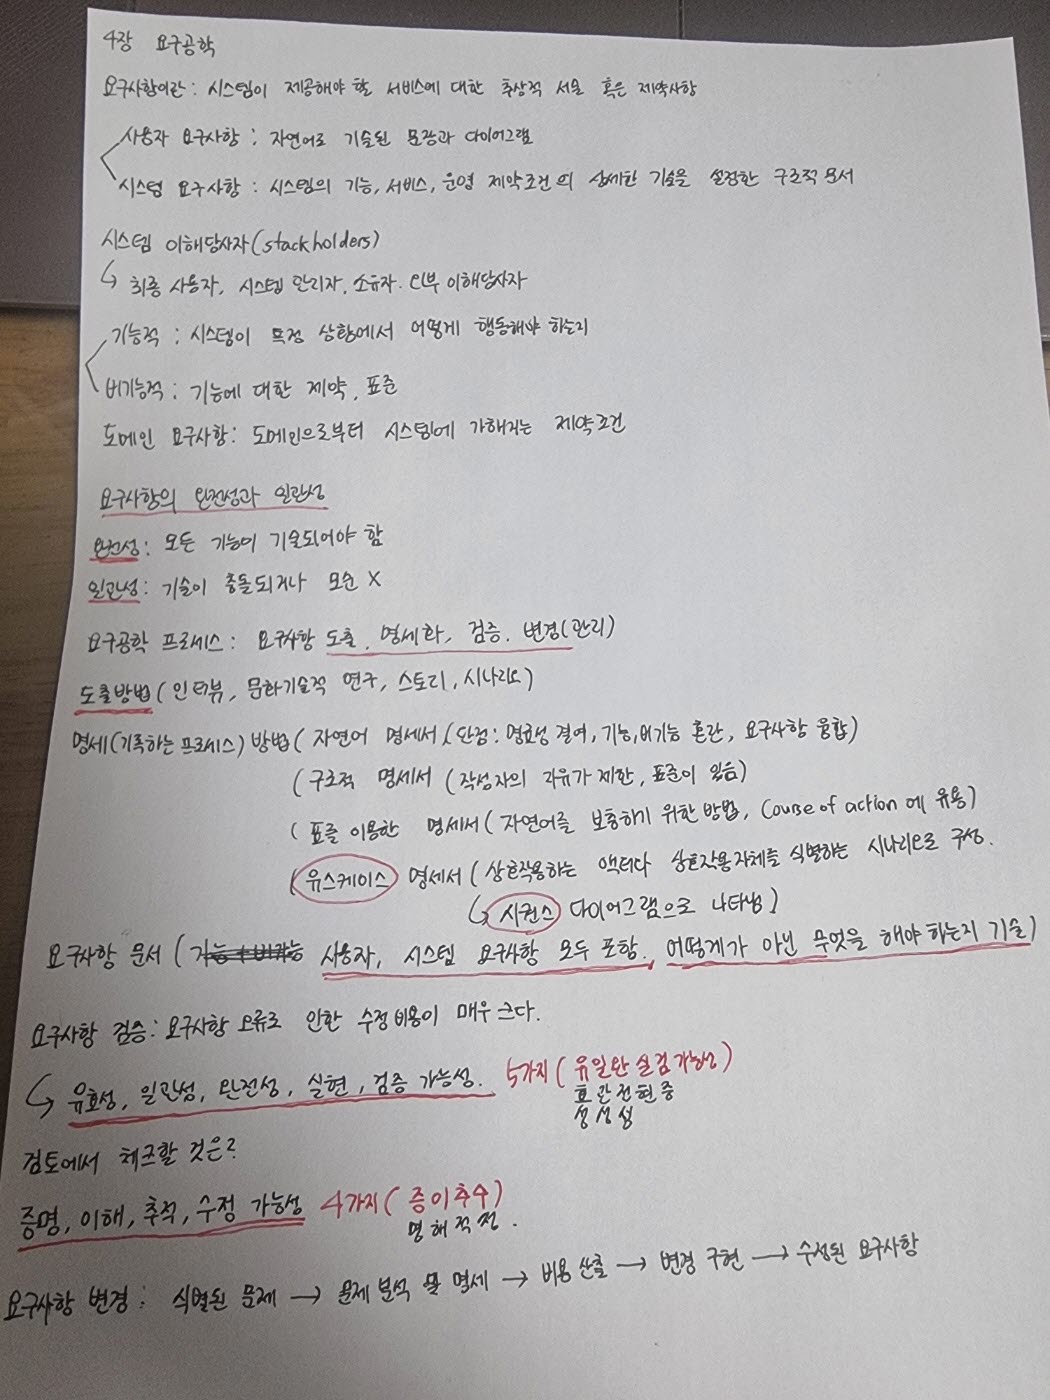 4장 요구공학
요구사항이란: 시스템이 제공해야 할 서비스에 대한 추상적 서술 혹은 제약사항
사용자 요구사항 : 자연어로 기술된 문장과 다이어그램
시스템 요구사항 : 시스템의 기능, 서비스, 운영 제약조건의 상세한 기술을 설정한 구조적 문서
시스템 이해당사자(stackholders)
↳ 최종 사용자, 시스템 관리자, 소유자. 외부 이해당사자
기능적 : 시스템이 특정 상황에서 어떻게 행동해야 하는지
비기능적 : 기능에 대한 제약, 표준
도메인 요구사항: 도메인으로부터 시스템에 가해지는 제약조건
요구사항의 완전성과 일관성
완전성: 모든 기능이 기술되어야 함
일관성: 기술이 충돌되거나 모순 X
요구공학 프로세스: 요구사항 도출, 명세화, 검증. 변경(관리)
도출방법(인터뷰, 문화기술적 연구, 스토리, 시나리오)
명세(기록하는 프로세스) 방법( 자연어 명세서 (단점: 명료성 결여, 기능,비기능 혼란, 요구사항 융합)
( 구조적 명세서 (작성자의 자유가 제한, 표준이 있음)
( 표를 이용한 명세서( 자연어를 보충하기 위한 방법, course of action에 유용)
( 유스케이스 명세서 (상호작용하는 액터다 상호작용자체를 식별하는 시나리오로 구성.
↳ 시퀀스 다이어그램으로 나타냄)
요구사항 문서 ( 사용자, 시스템 요구사항 모두 포함, 어떻게가 아닌 무엇을 해야 하는지 기술)
요구사항 검증: 요구사항 오류로 인한 수정비용이 매우 크다.
↳ 유효성, 일관성, 완전성, 실현, 검증 가능성. 5가지( 유일완실검가능성)
효관전현증
성성성
검토에서 체크할 것은?
증명, 이해, 추적, 수정 가능성 4가지( 증이추수)
명해적정.
요구사항 변경: 식별된 문제 → 문제 분석 및 명세 → 비용 산출 → 변경 구현 → 수정된 요구사항